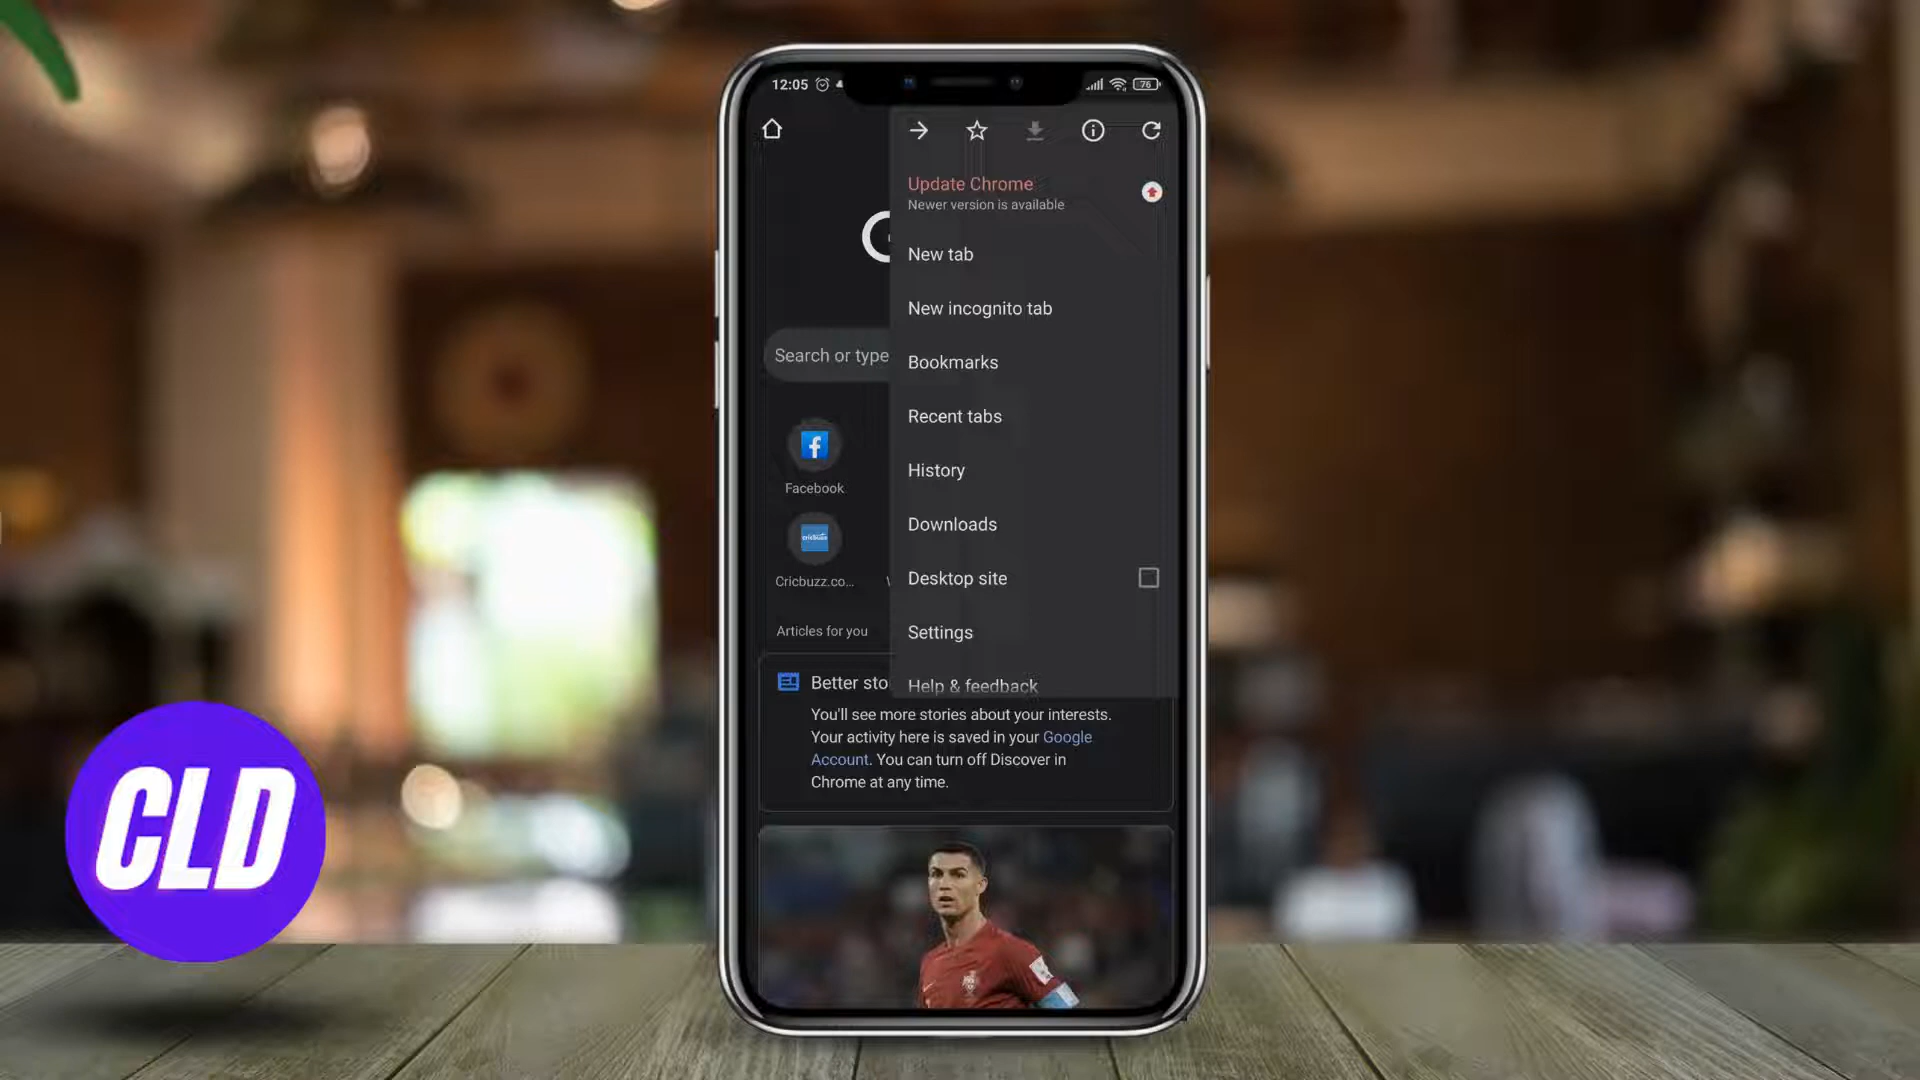 12:05
76
Update Chrome
Newer version is available
New tab
New incognito tab
Search or type
Bookmarks
Recent tabs
History
Facebook
Downloads
cricbuzz
Desktop site
Cricbuzz.co...
Settings
Articles for you
Better sto
Help & feedback
You'll see more stories about your interests.
Your activity here is saved in your Google
Account. You can turn off Discover in
Chrome at any time.
CLD